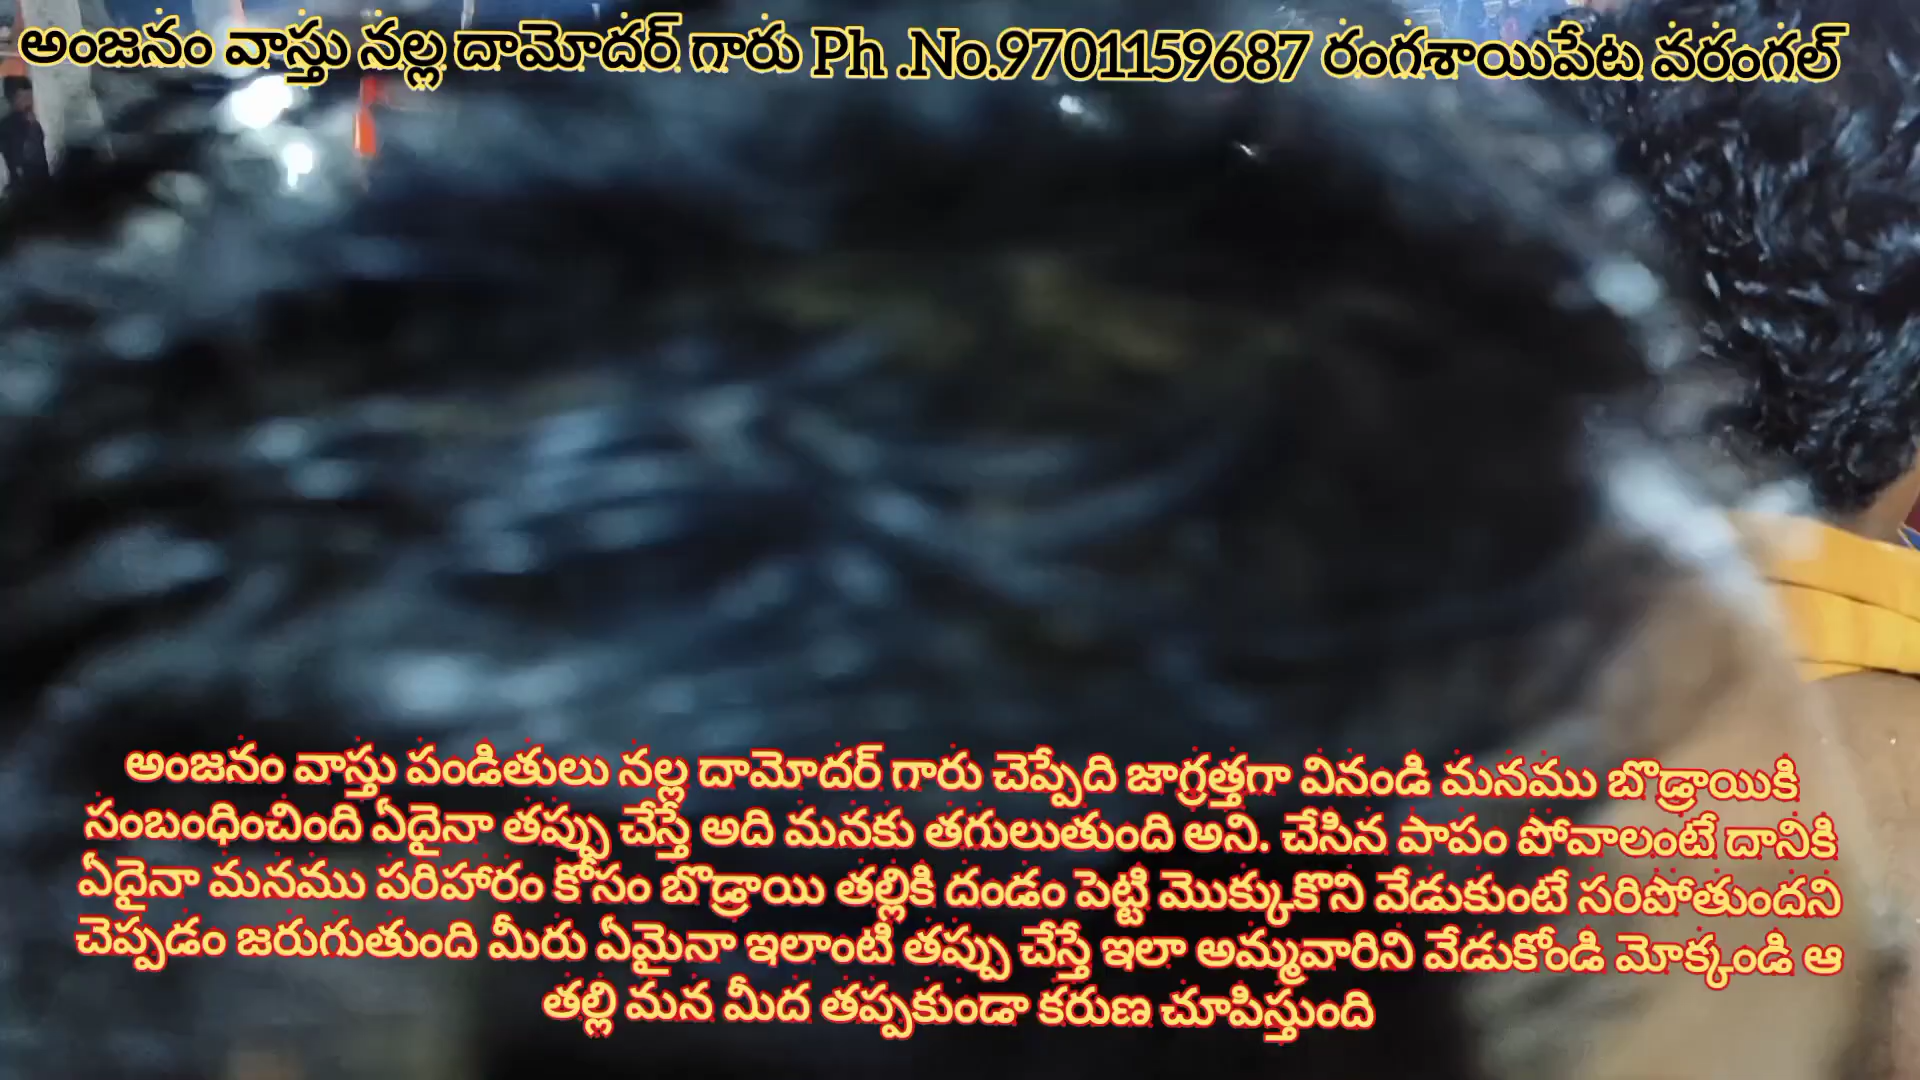 అంజనం వాస్తు నల్ల దామోదర్ గారు Ph .No.9701159687 రంగశాయిపేట వరంగల్
అంజనం వాస్తు పండితులు నల్ల దామోదర్ గారు చెప్పేది జాగ్రత్తగా వినండి మనము బొడ్రాయికి
సంబంధించింది ఏదైనా తప్పు చేస్తే అది మనకు తగులుతుంది అని. చేసిన పాపం పోవాలంటే దానికి
ఏదైనా మనము పరిహారం కోసం బొడ్రాయి తల్లికి దండం పెట్టి మొక్కుకొని వేడుకుంటే సరిపోతుందని
చెప్పడం జరుగుతుంది మీరు ఏమైనా ఇలాంటి తప్పు చేస్తే ఇలా అమ్మవారిని వేడుకోండి మోక్కండి ఆ
తల్లి మన మీద తప్పకుండా కరుణ చూపిస్తుంది